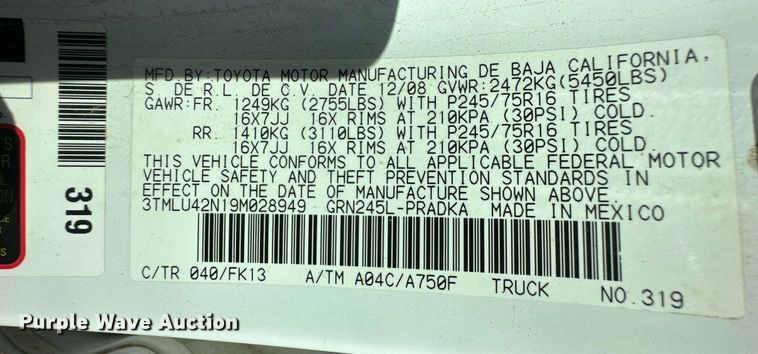 MFD.BY:TOYOTA MOTOR MANUFACTURING DE BAJA CALIFORNIA,
S. DE R.L. DE C.V. DATE 12/08 GVWR:2472KG(5450LBS)
GAWR:FR. 1249KG (2755LBS) WITH P245/75R16 TIRES
16X7JJ 16X RIMS AT 210KPA (30PSI) COLD.
RR. 1410KG (3110LBS) WITH P245/75R16 TIRES
16X7JJ 16X RIMS AT 210KPA (30PSI) COLD.
THIS VEHICLE CONFORMS TO ALL APPLICABLE FEDERAL MOTOR
VEHICLE SAFETY AND THEFT PREVENTION STANDARDS IN
EFFECT ON THE DATE OF MANUFACTURE SHOWN ABOVE.
3TMLU42N19M028949 GRN245L-PRADKA MADE IN MEXICO
C/TR 040/FK13 A/TM A04C/A750F TRUCK NO.319
319
Purple Wave Auction